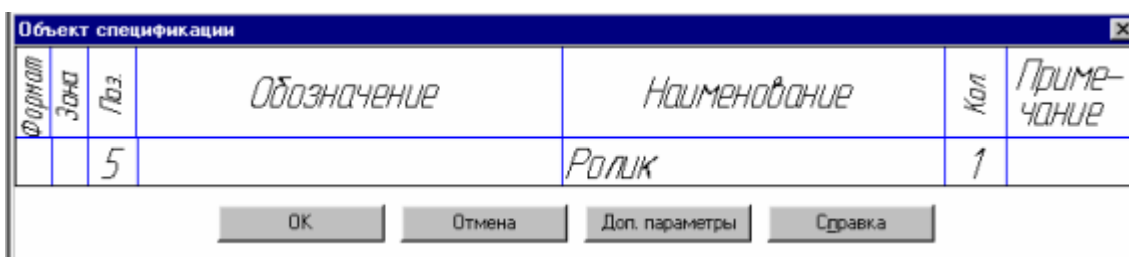 Объект спецификации
Формат Зона Поз. Обозначение Наименование Кол. Приме-
чание
5 Ролик 1
ОК Отмена Доп. параметры Справка